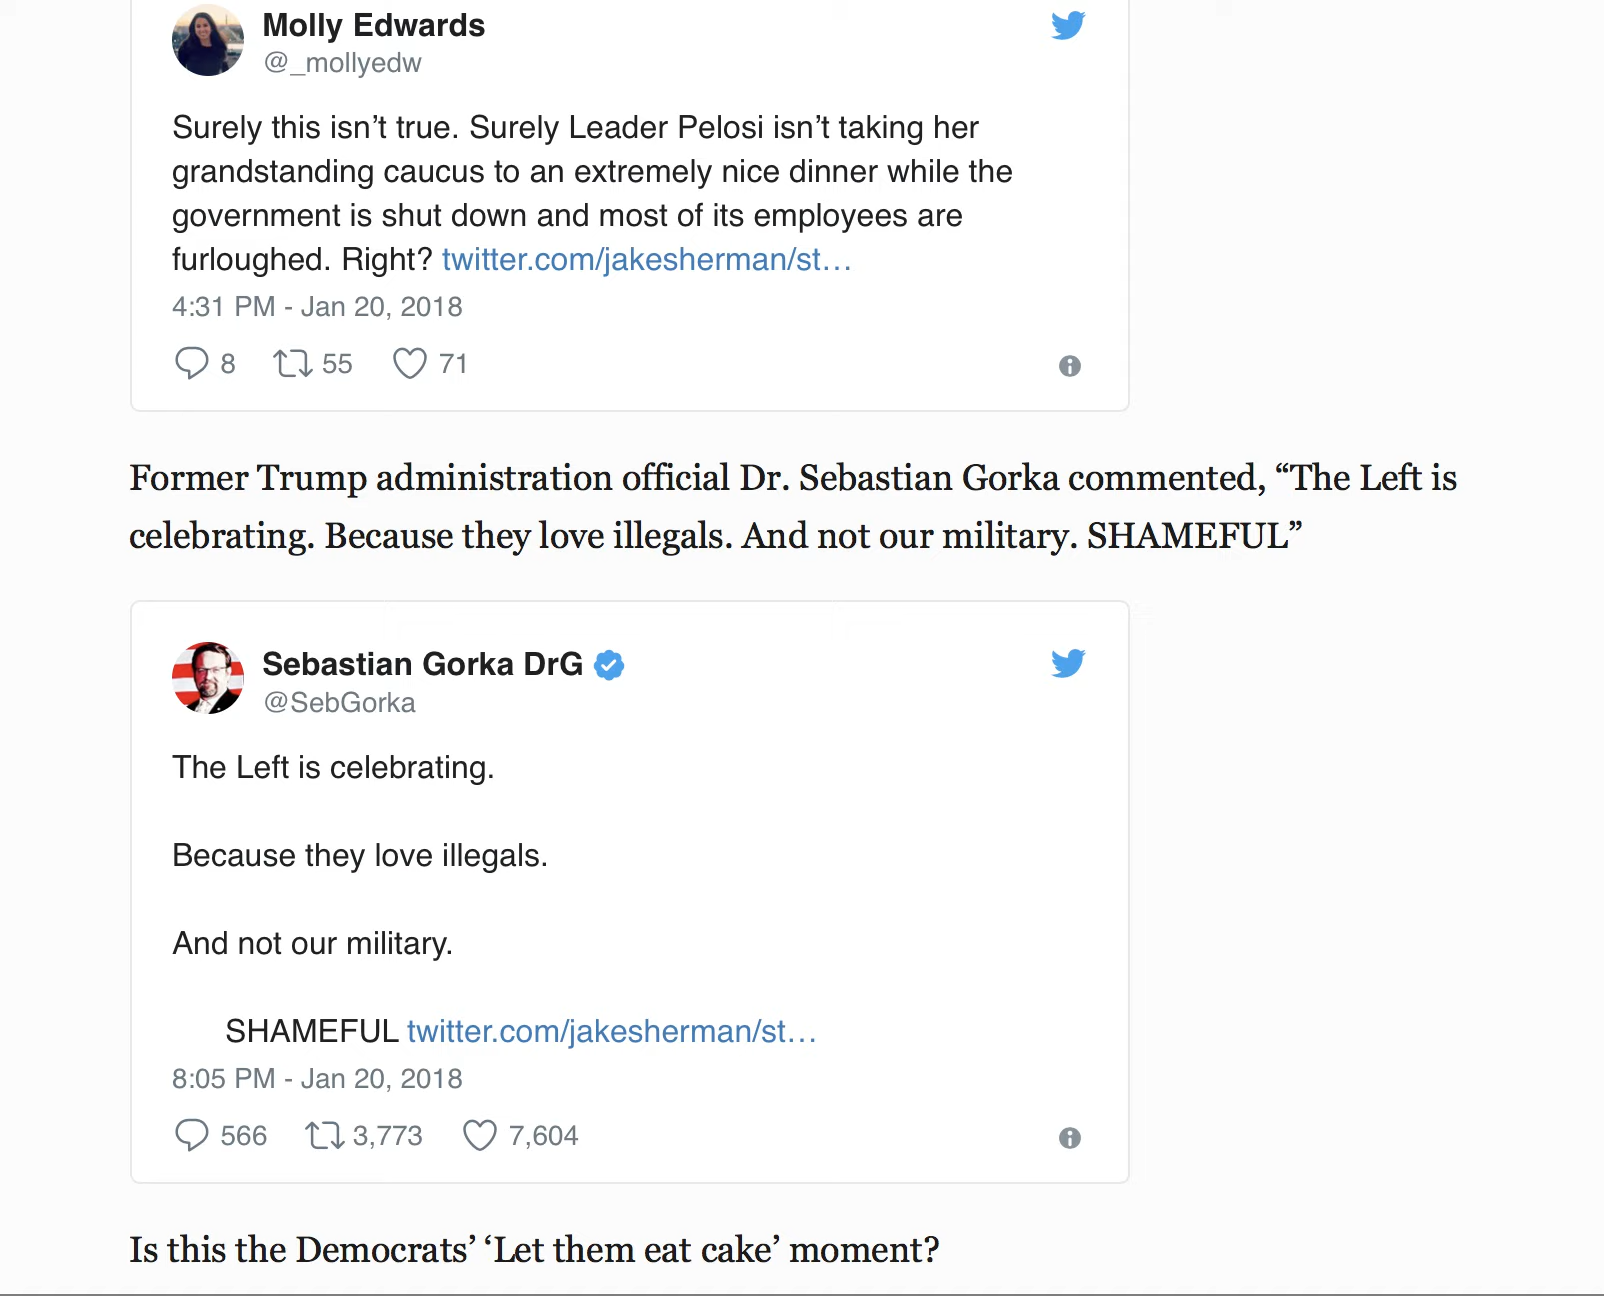 Molly Edwards
@_mollyedw
Surely this isn’t true. Surely Leader Pelosi isn’t taking her
grandstanding caucus to an extremely nice dinner while the
government is shut down and most of its employees are
furloughed. Right? twitter.com/jakesherman/st…
4:31 PM - Jan 20, 2018
8 55 71
Former Trump administration official Dr. Sebastian Gorka commented, “The Left is
celebrating. Because they love illegals. And not our military. SHAMEFUL”
Sebastian Gorka DrG
@SebGorka
The Left is celebrating.
Because they love illegals.
And not our military.
SHAMEFUL twitter.com/jakesherman/st…
8:05 PM - Jan 20, 2018
566 3,773 7,604
Is this the Democrats’ ‘Let them eat cake’ moment?